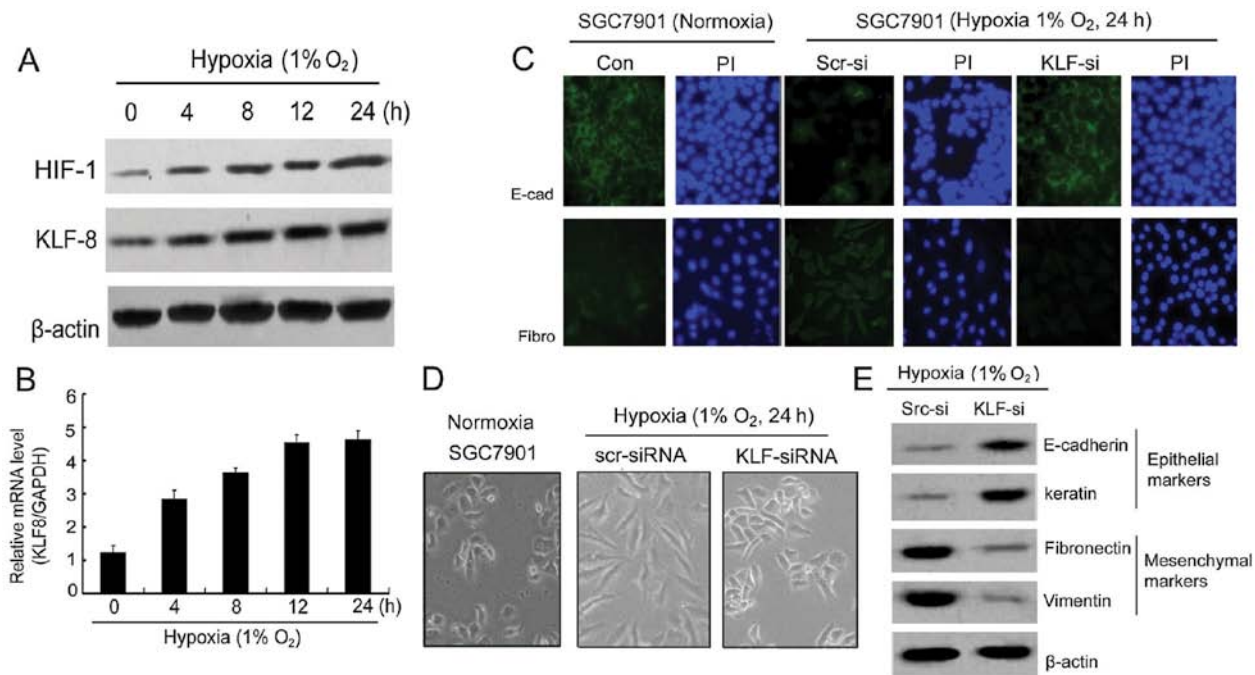 A
Hypoxia (1% O₂)
0 4 8 12 24 (h)
HIF-1
KLF-8
β-actin
B
Relative mRNA level
(KLF8/GAPDH)
6
5
4
3
2
1
0
0 4 8 12 24 (h)
Hypoxia (1% O₂)
C
SGC7901 (Normoxia) SGC7901 (Hypoxia 1% O₂, 24 h)
Con PI Scr-si PI KLF-si PI
E-cad
Fibro
D
Normoxia
SGC7901
Hypoxia (1% O₂, 24 h)
scr-siRNA KLF-siRNA
E
Hypoxia (1% O₂)
Src-si KLF-si
E-cadherin
keratin
Epithelial
markers
Fibronectin
Vimentin
Mesenchymal
markers
β-actin